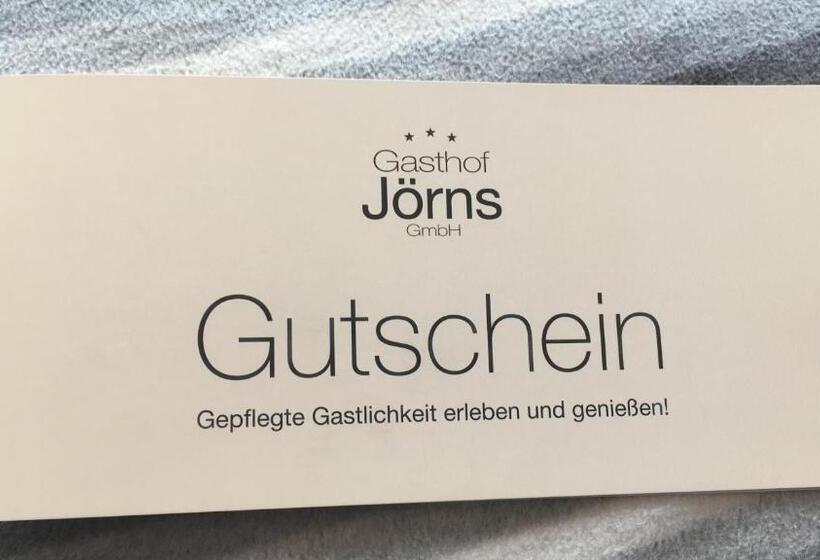 Gasthof
Jörns
GmbH
Gutschein
Gepflegte Gastlichkeit erleben und genießen!